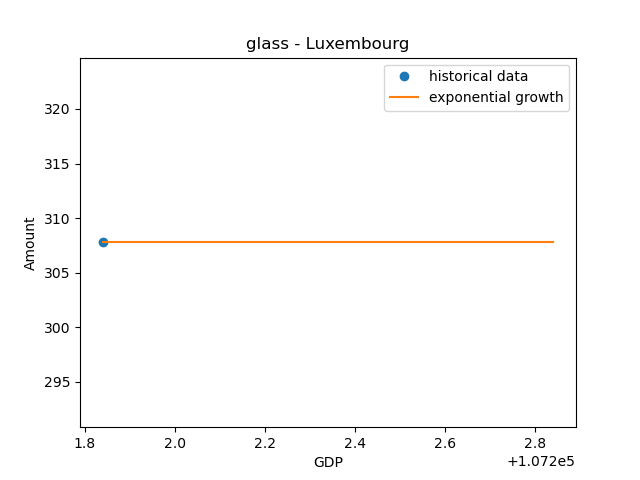 glass - Luxembourg
historical data
exponential growth
320
315
310
305
300
295
Amount
1.8 2.0 2.2 2.4 2.6 2.8
+1.072e5
GDP